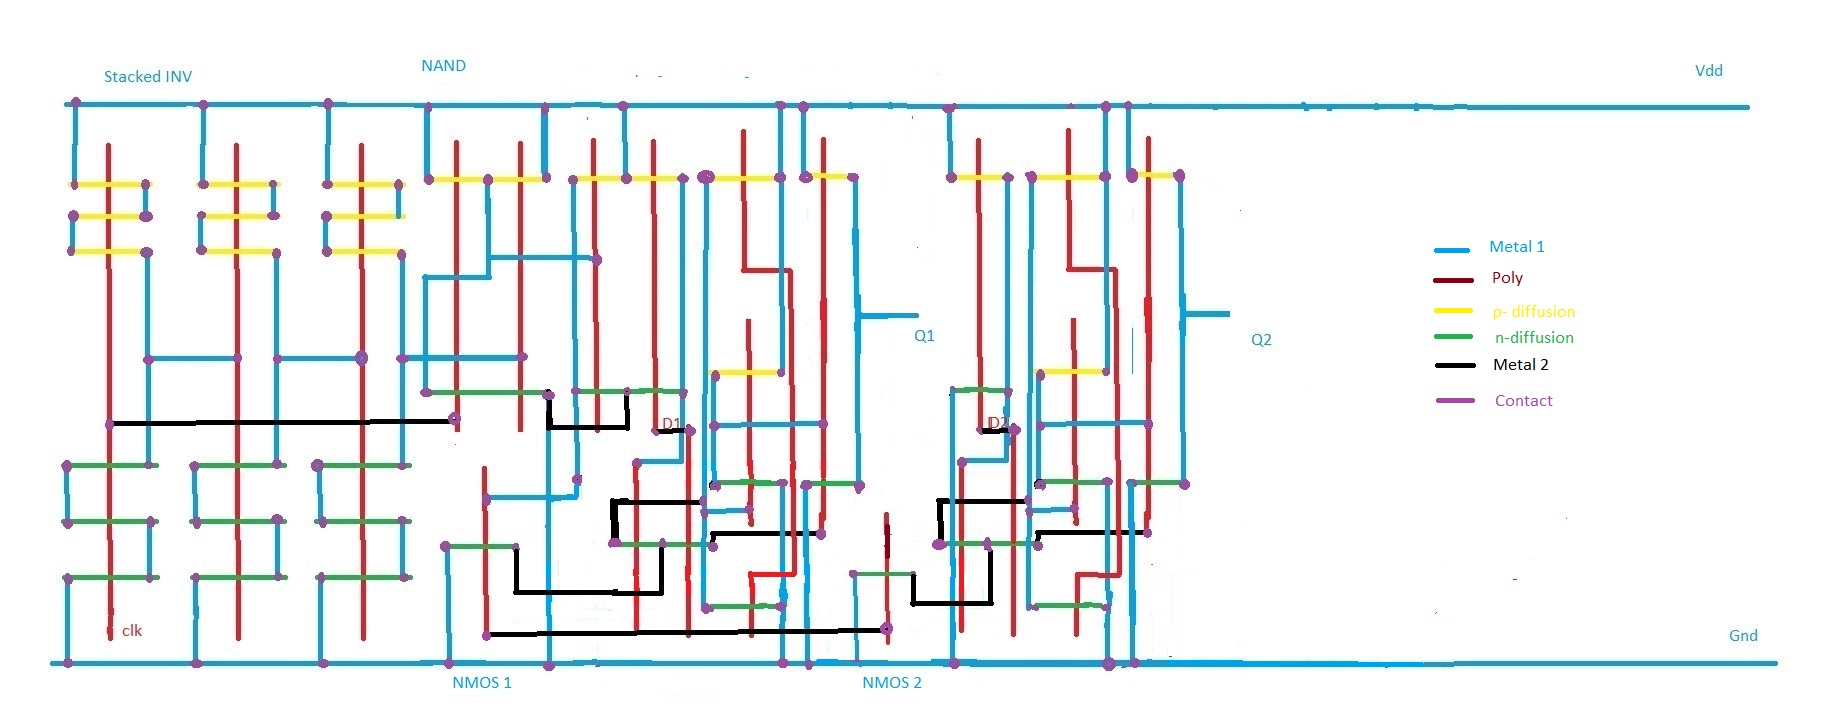 NAND
Stacked INV
Vdd
Metal 1
Poly
p- diffusion
n-diffusion
Metal 2
Contact
Q1
Q2
D1
D2
clk
Gnd
NMOS 1
NMOS 2